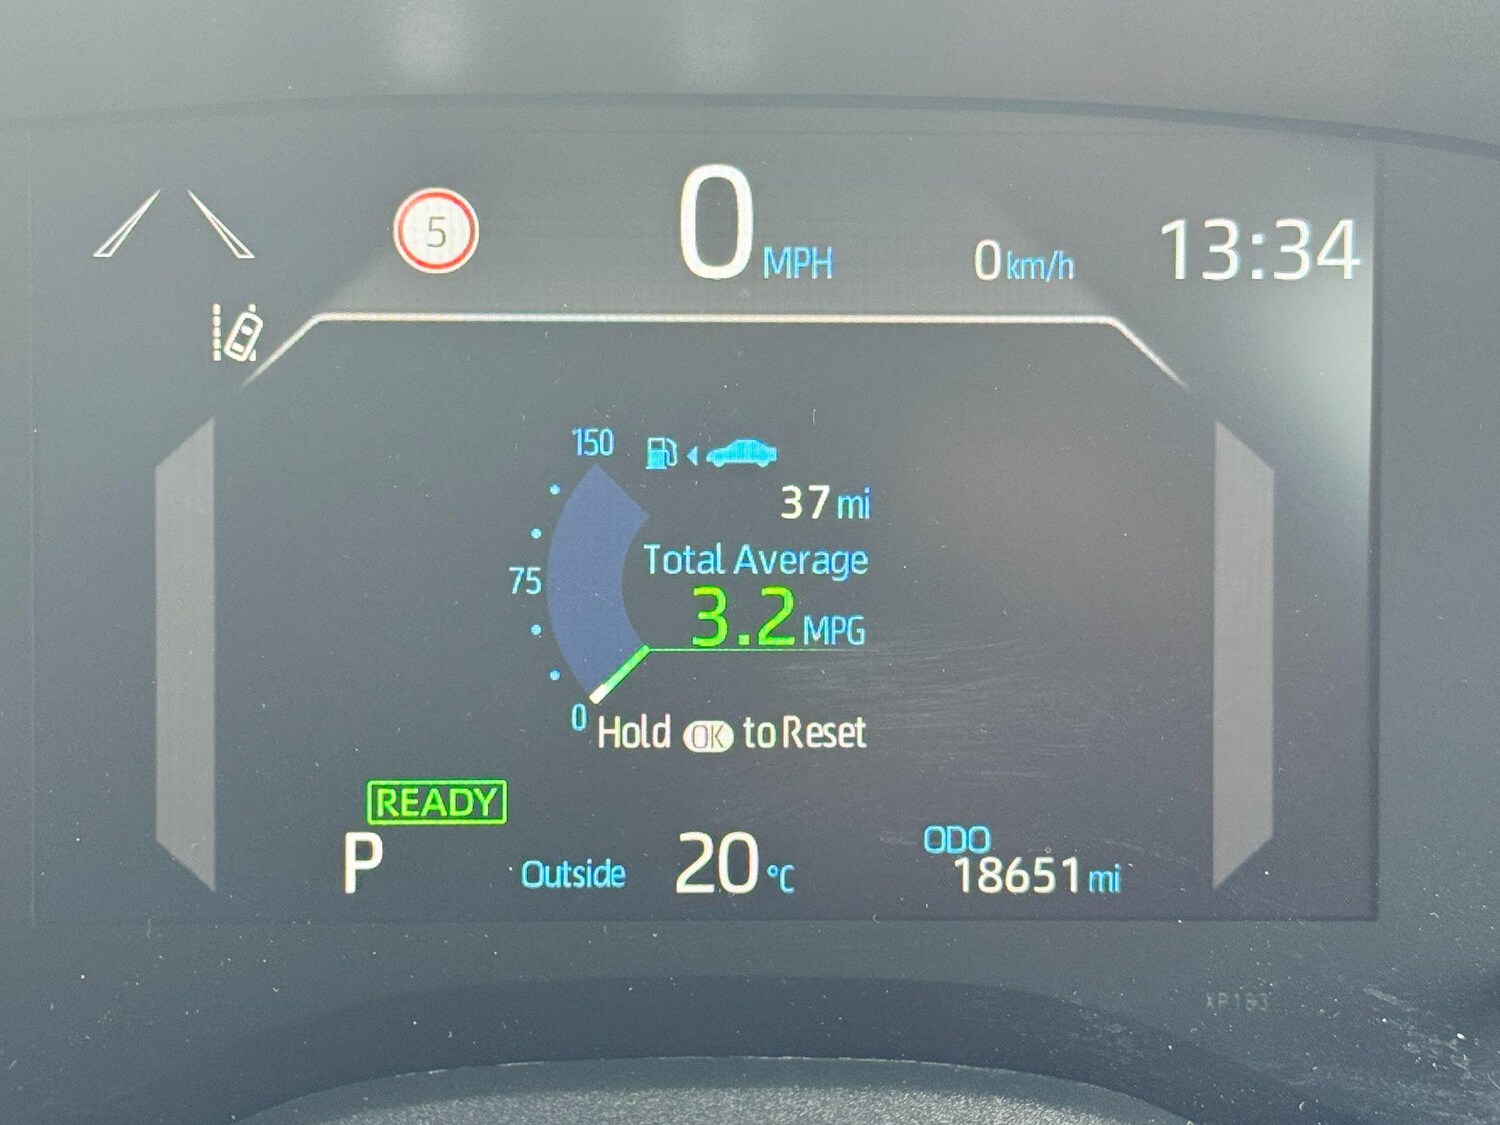 5
0 MPH
0 km/h
13:34
150
37 mi
Total Average
75
3.2 MPG
0
Hold OK to Reset
READY
P
Outside 20 °C
ODO
18651 mi